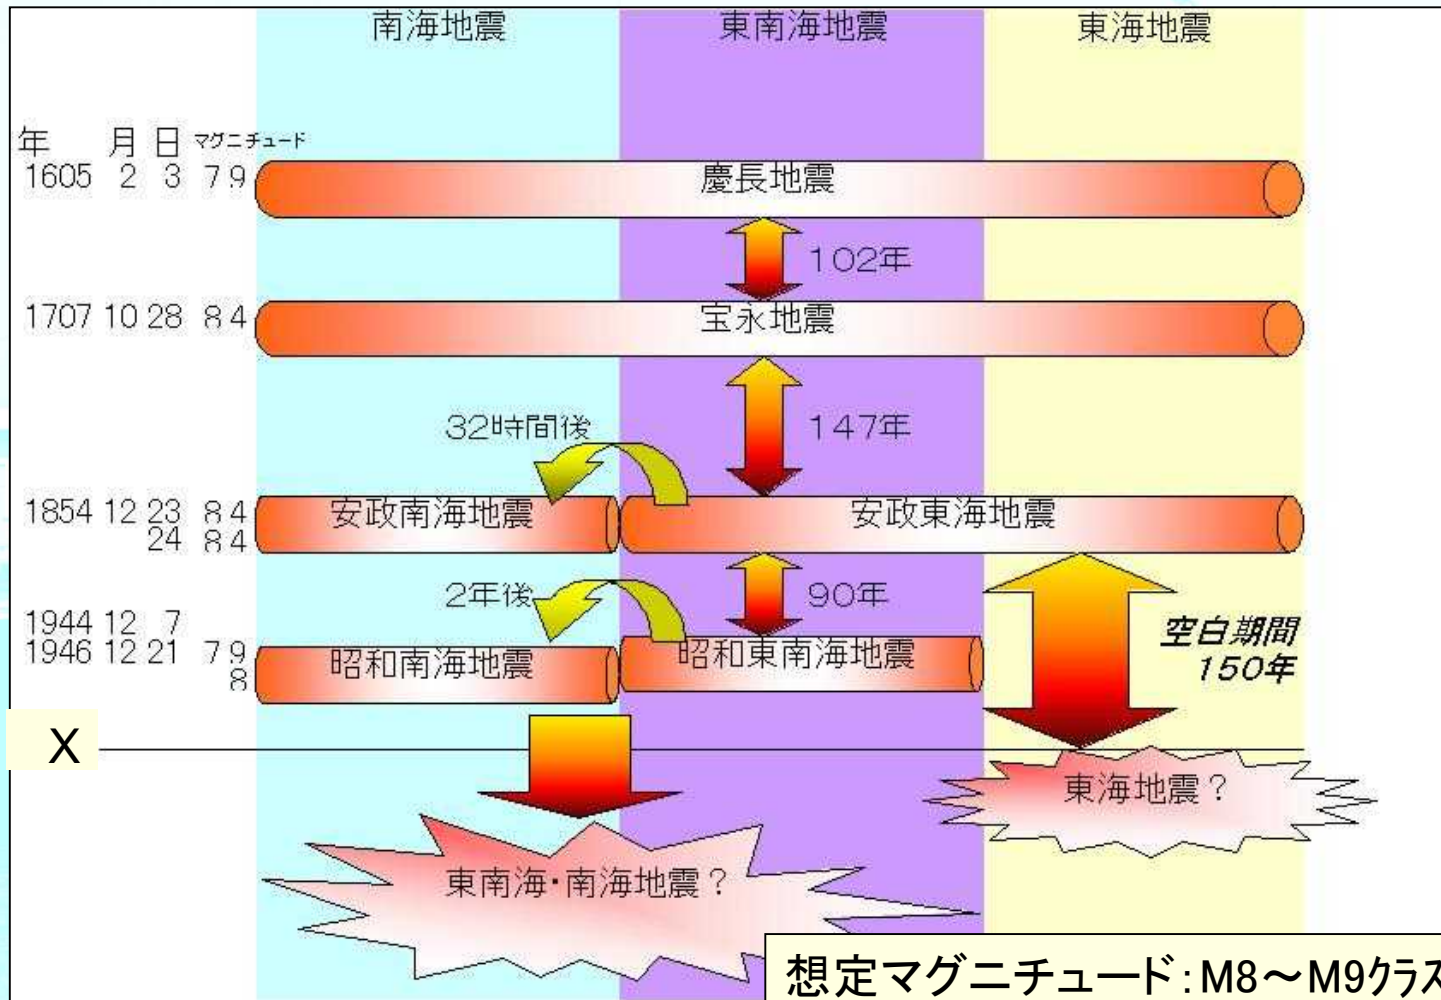 南海地震 東南海地震 東海地震
年 月 日 マグニチュード
1605 2 3 7 9 慶長地震
102年
1707 10 28 8 4 宝永地震
32時間後 147年
1854 12 23 8 4 安政南海地震 安政東海地震
24 8 4
2年後 90年
1944 12 7
空白期間
1946 12 21 7 9 昭和南海地震 昭和東南海地震
150年
8
X
東海地震?
東南海・南海地震?
想定マグニチュード:M8~M9クラス